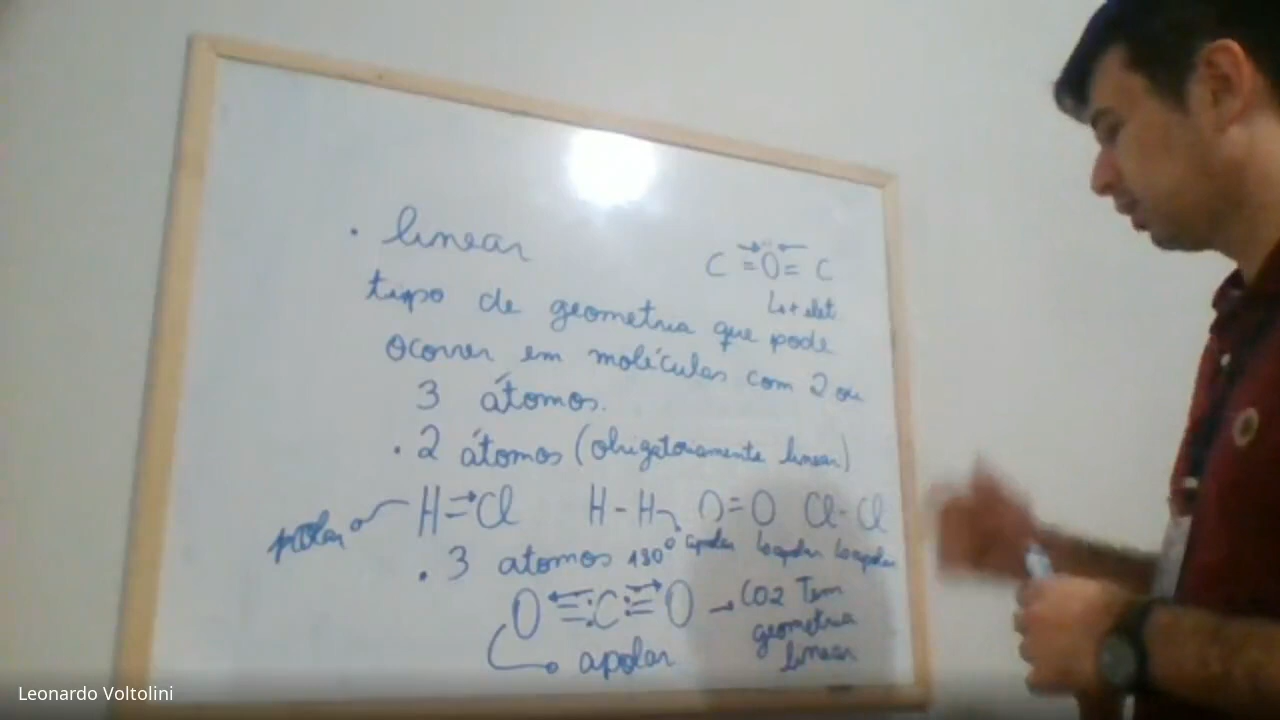 · linear
C = O = C
↳ + elet
tipo de geometria que pode
ocorrer em moléculas com 2 ou
3 átomos.
· 2 átomos (obrigatoriamente linear)
polar H - Cl H - H O = O Cl - Cl
apolar ↳ apolar ↳ apolar
· 3 atomos 180°
O = C = O → CO2 Tem
geometria
linear
apolar
Leonardo Voltolini